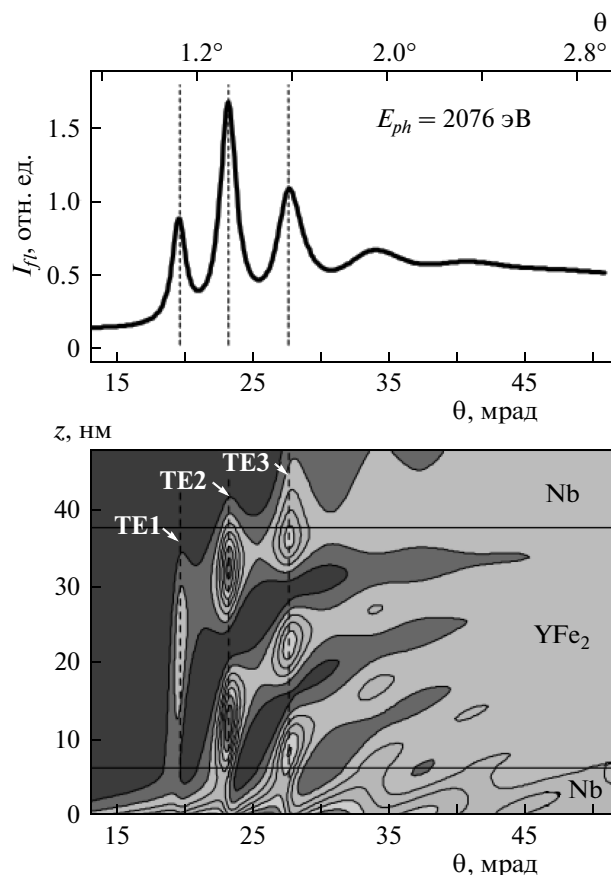 θ
1.2° 2.0° 2.8°
E_ph = 2076 эВ
I_fl, отн. ед.
1.5
1.0
0.5
0
15 25 35 45
θ, мрад
z, нм
TE3
TE2
TE1
Nb
YFe₂
Nb
40
30
20
10
0
15 25 35 45
θ, мрад